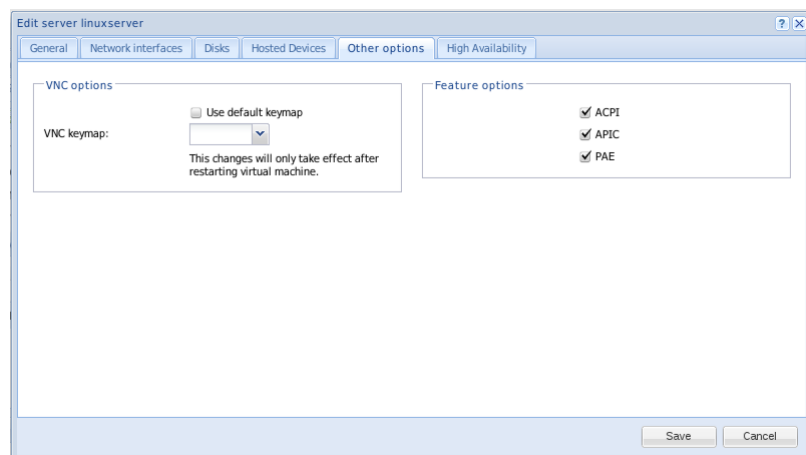 Edit server linuxserver
General
Network interfaces
Disks
Hosted Devices
Other options
High Availability
VNC options
Use default keymap
VNC keymap:
This changes will only take effect after
restarting virtual machine.
Feature options
ACPI
APIC
PAE
Save
Cancel